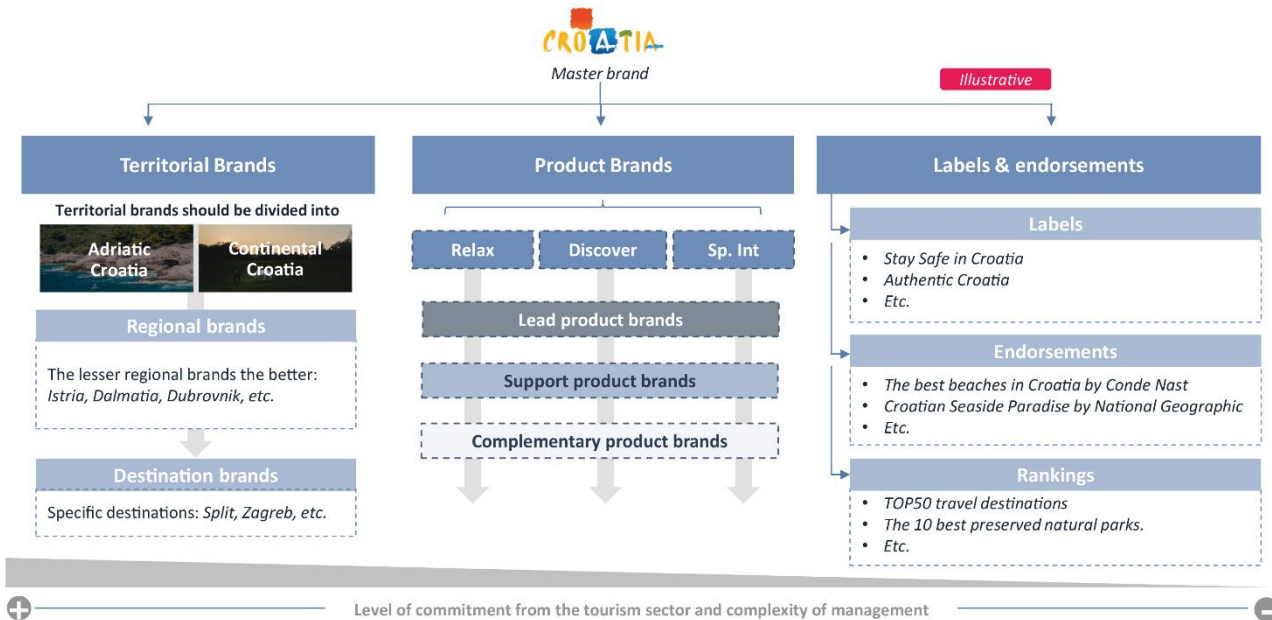 CROATIA
Master brand
Illustrative
Territorial Brands
Territorial brands should be divided into
Adriatic
Croatia
Continental
Croatia
Regional brands
The lesser regional brands the better:
Istria, Dalmatia, Dubrovnik, etc.
Destination brands
Specific destinations: Split, Zagreb, etc.
Product Brands
Relax
Discover
Sp. Int
Lead product brands
Support product brands
Complementary product brands
Labels & endorsements
Labels
• Stay Safe in Croatia
• Authentic Croatia
• Etc.
Endorsements
• The best beaches in Croatia by Conde Nast
• Croatian Seaside Paradise by National Geographic
• Etc.
Rankings
• TOP50 travel destinations
• The 10 best preserved natural parks.
• Etc.
+
Level of commitment from the tourism sector and complexity of management
–